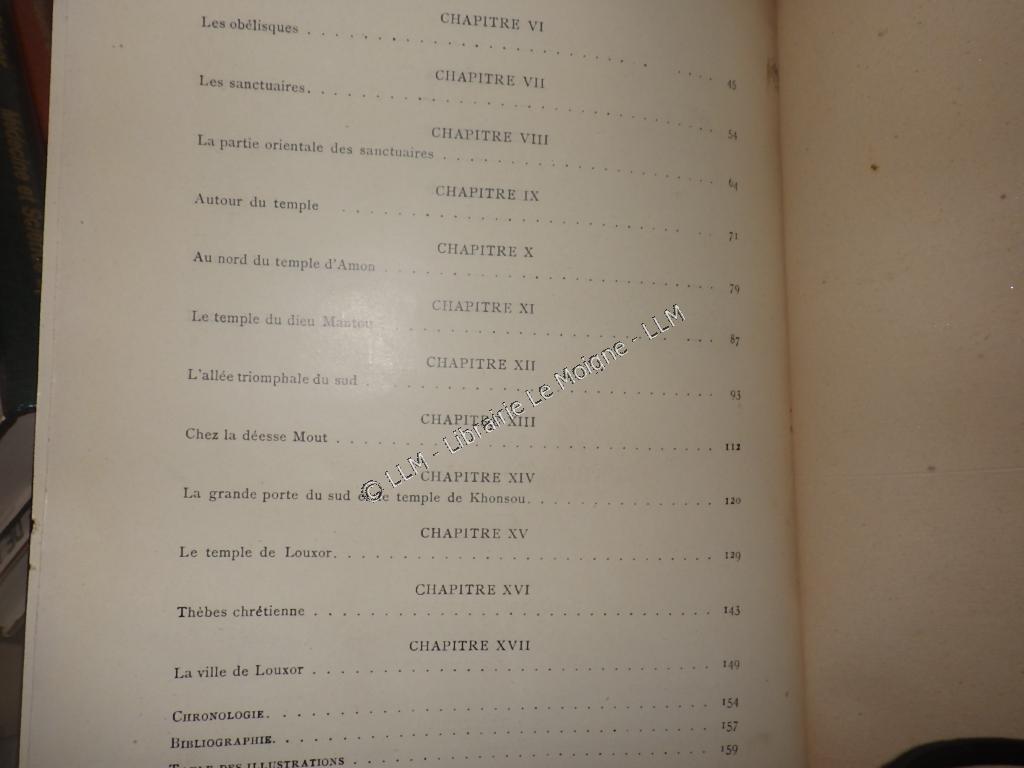 CHAPITRE VI
Les obélisques . . . . . . . . . . . . . . . . . . . 45
CHAPITRE VII
Les sanctuaires. . . . . . . . . . . . . . . . . . . 54
CHAPITRE VIII
La partie orientale des sanctuaires . . . . . . . . . . . . . 64
CHAPITRE IX
Autour du temple . . . . . . . . . . . . . . . . . . 71
CHAPITRE X
Au nord du temple d'Amon . . . . . . . . . . . . . . . . 79
CHAPITRE XI
Le temple du dieu Mantou . . . . . . . . . . . . . . . . 87
CHAPITRE XII
L'allée triomphale du sud . . . . . . . . . . . . . . . . 93
CHAPITRE XIII
Chez la déesse Mout . . . . . . . . . . . . . . . . . . 112
CHAPITRE XIV
La grande porte du sud et le temple de Khonsou. . . . . . . . . . 120
CHAPITRE XV
Le temple de Louxor. . . . . . . . . . . . . . . . . . 129
CHAPITRE XVI
Thèbes chrétienne . . . . . . . . . . . . . . . . . . . 143
CHAPITRE XVII
La ville de Louxor . . . . . . . . . . . . . . . . . . . 149
CHRONOLOGIE. . . . . . . . . . . . . . . . . . . . . 154
BIBLIOGRAPHIE. . . . . . . . . . . . . . . . . . . . . 157
TABLE DES ILLUSTRATIONS . . . . . . . . . . . . . . . . . 159
© LLM - Librairie Le Moigne - LLM
Médecine et